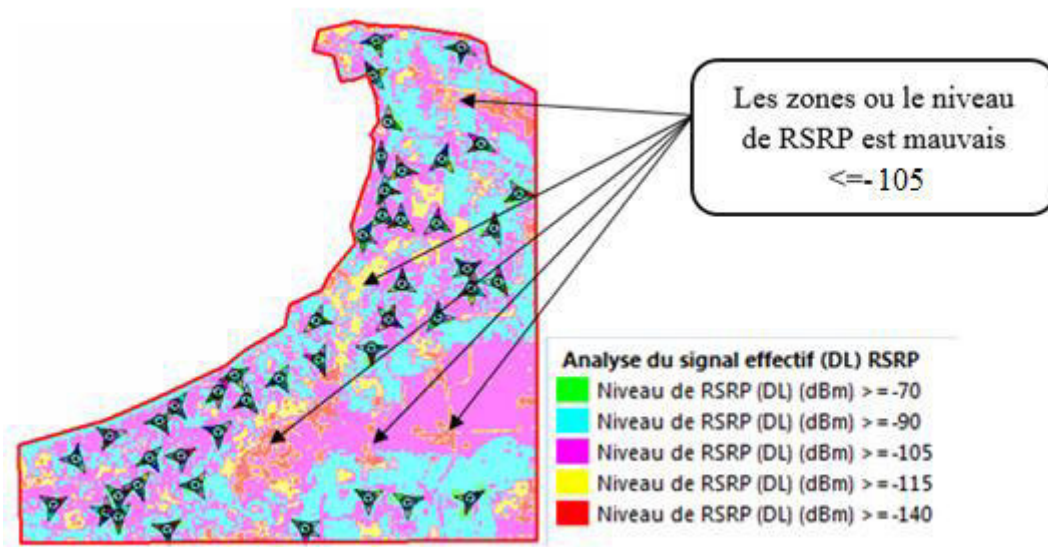 Les zones ou le niveau
de RSRP est mauvais
<=-105
Analyse du signal effectif (DL) RSRP
Niveau de RSRP (DL) (dBm) >=-70
Niveau de RSRP (DL) (dBm) >=-90
Niveau de RSRP (DL) (dBm) >=-105
Niveau de RSRP (DL) (dBm) >=-115
Niveau de RSRP (DL) (dBm) >=-140